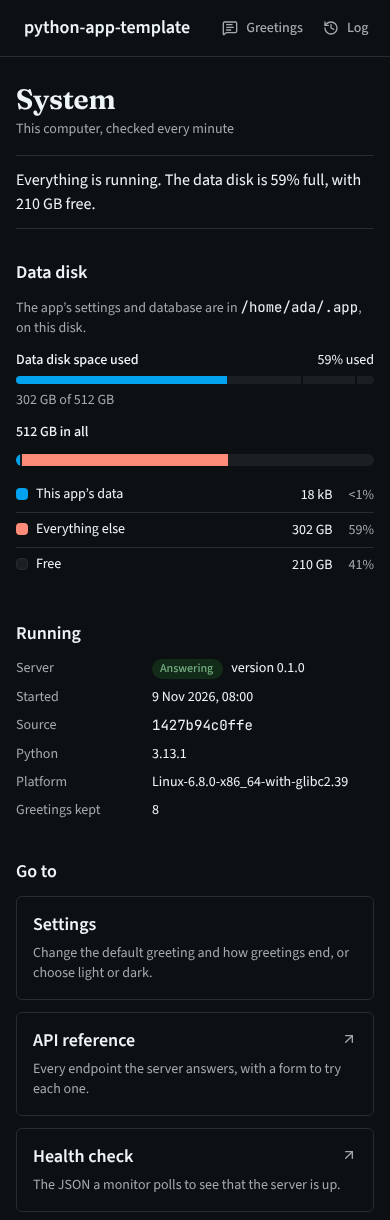 python-app-template
Greetings
Log
System
This computer, checked every minute
Everything is running. The data disk is 59% full, with
210 GB free.
Data disk
The app’s settings and database are in /home/ada/.app,
on this disk.
Data disk space used 59% used
302 GB of 512 GB
512 GB in all
This app’s data 18 kB <1%
Everything else 302 GB 59%
Free 210 GB 41%
Running
Server Answering version 0.1.0
Started 9 Nov 2026, 08:00
Source 1427b94c0ffe
Python 3.13.1
Platform Linux-6.8.0-x86_64-with-glibc2.39
Greetings kept 8
Go to
Settings
Change the default greeting and how greetings end, or
choose light or dark.
API reference
Every endpoint the server answers, with a form to try
each one.
Health check
The JSON a monitor polls to see that the server is up.